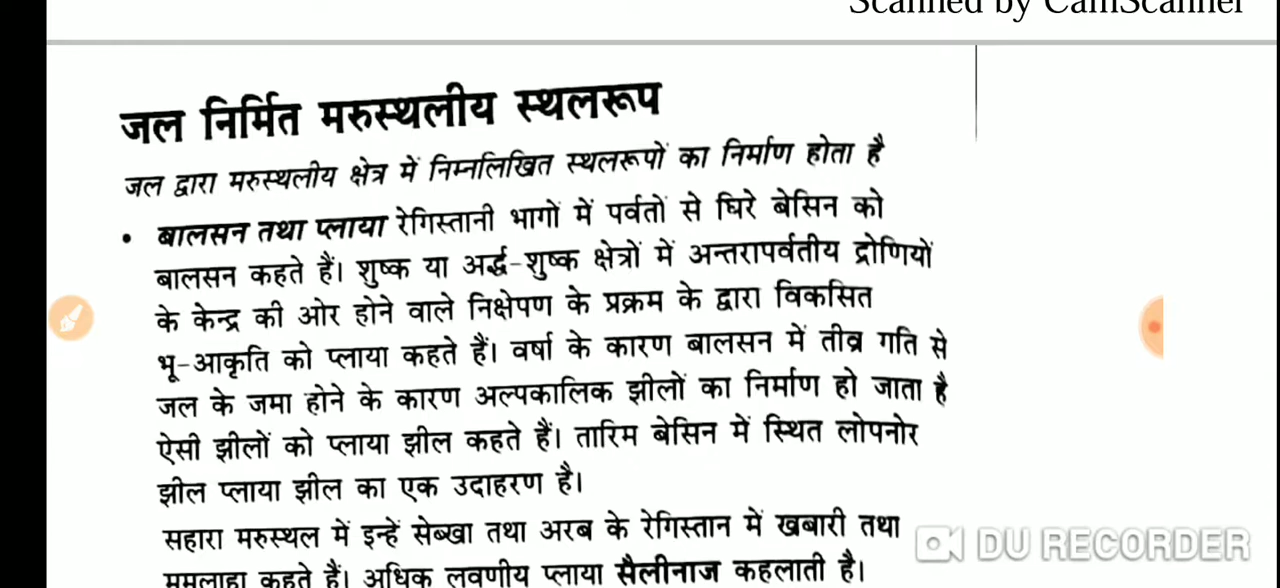 Scanned by CamScanner
जल निर्मित मरुस्थलीय स्थलरूप
जल द्वारा मरुस्थलीय क्षेत्र में निम्नलिखित स्थलरूपों का निर्माण होता है
• बालसन तथा प्लाया रेगिस्तानी भागों में पर्वतों से घिरे बेसिन को
बालसन कहते हैं। शुष्क या अर्द्ध-शुष्क क्षेत्रों में अन्तरापर्वतीय द्रोणियों
के केन्द्र की ओर होने वाले निक्षेपण के प्रक्रम के द्वारा विकसित
भू-आकृति को प्लाया कहते हैं। वर्षा के कारण बालसन में तीव्र गति से
जल के जमा होने के कारण अल्पकालिक झीलों का निर्माण हो जाता है
ऐसी झीलों को प्लाया झील कहते हैं। तारिम बेसिन में स्थित लोपनोर
झील प्लाया झील का एक उदाहरण है।
सहारा मरुस्थल में इन्हें सेब्खा तथा अरब के रेगिस्तान में खबारी तथा
ममलाहा कहते हैं। अधिक लवणीय प्लाया सैलीनाज कहलाती है।
DU RECORDER